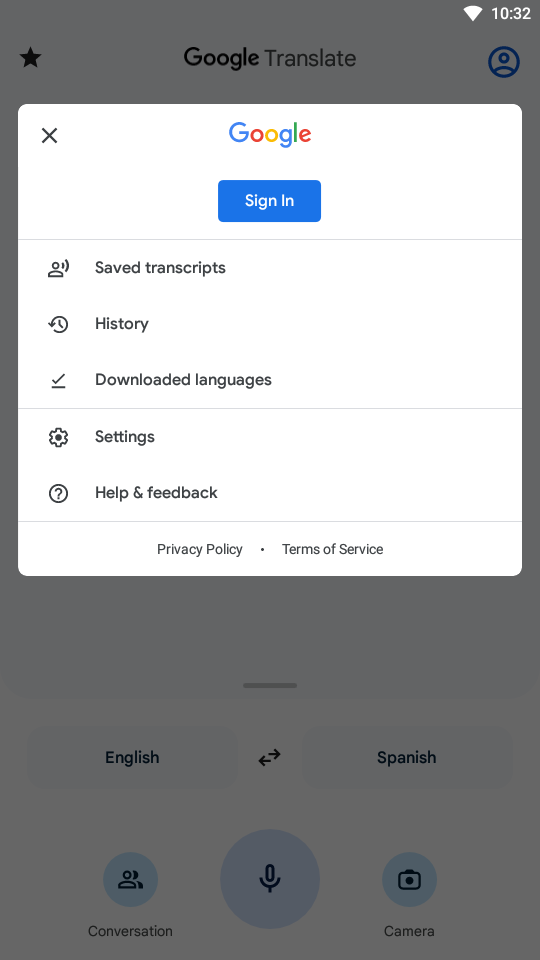 10:32
Google Translate
Google
Sign In
Saved transcripts
History
Downloaded languages
Settings
Help & feedback
Privacy Policy • Terms of Service
English Spanish
Conversation Camera